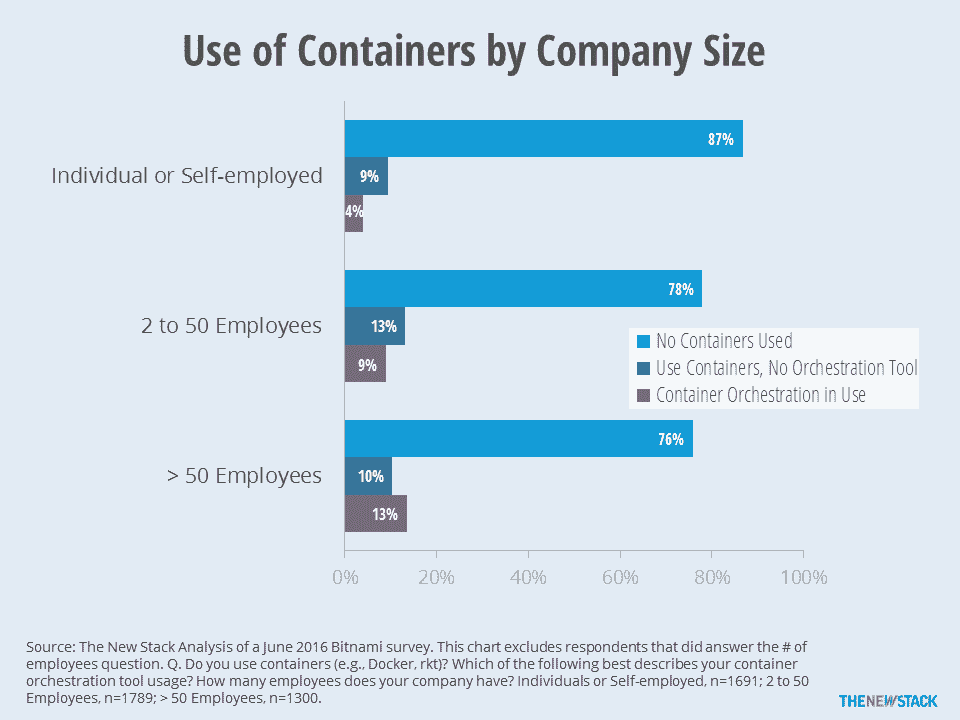 Use of Containers by Company Size
87%
Individual or Self-employed
9%
4%
78%
2 to 50 Employees
13%
9%
No Containers Used
Use Containers, No Orchestration Tool
Container Orchestration in Use
76%
> 50 Employees
10%
13%
0% 20% 40% 60% 80% 100%
Source: The New Stack Analysis of a June 2016 Bitnami survey. This chart excludes respondents that did answer the # of
employees question. Q. Do you use containers (e.g., Docker, rkt)? Which of the following best describes your container
orchestration tool usage? How many employees does your company have? Individuals or Self-employed, n=1691; 2 to 50
Employees, n=1789; > 50 Employees, n=1300.
THENEWSTACK